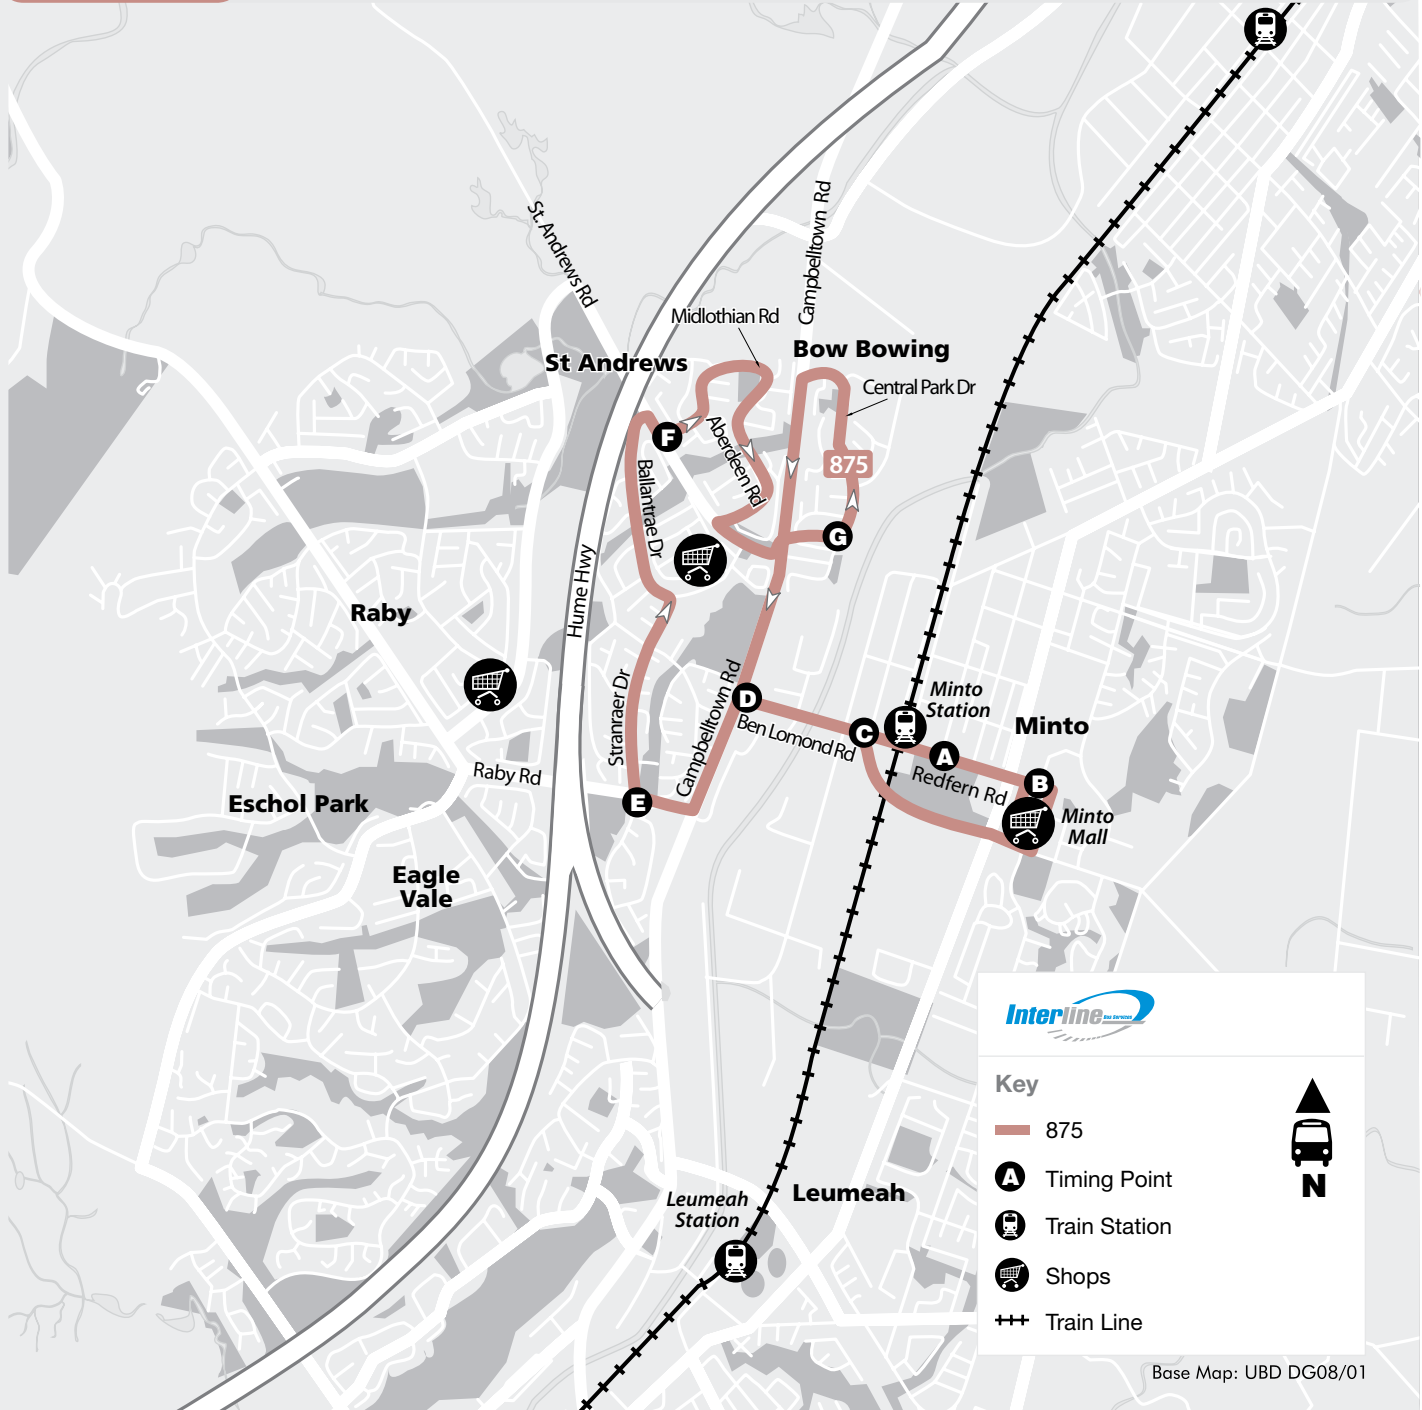 St. Andrews Rd
Campbelltown Rd
Midlothian Rd
St Andrews
Bow Bowing
Central Park Dr
F
Aberdeen Rd
875
Ballantrae Dr
G
Hume Hwy
Raby
Stranraer Dr
Campbelltown Rd
D
Minto
Station
Minto
Ben Lomond Rd
C
A
Redfern Rd
B
Raby Rd
E
Eschol Park
Minto
Mall
Eagle
Vale
Interline
Bus Services
Key
875
A Timing Point
Train Station
Shops
Train Line
N
Leumeah
Station
Leumeah
Base Map: UBD DG08/01